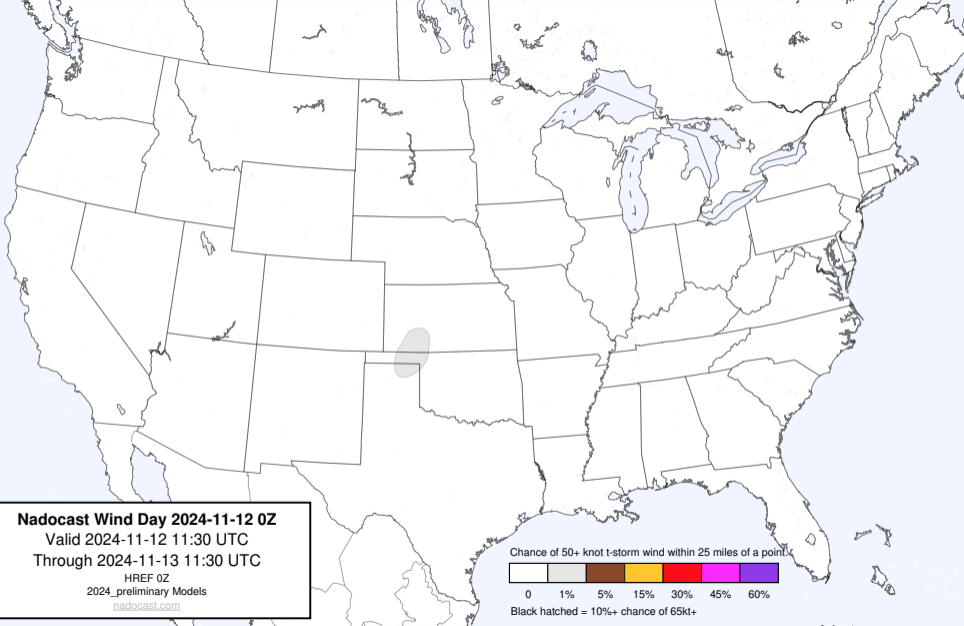 Nadocast Wind Day 2024-11-12 0Z
Valid 2024-11-12 11:30 UTC
Through 2024-11-13 11:30 UTC
HREF 0Z
2024_preliminary Models
nadocast.com
Chance of 50+ knot t-storm wind within 25 miles of a point.
0 1% 5% 15% 30% 45% 60%
Black hatched = 10%+ chance of 65kt+